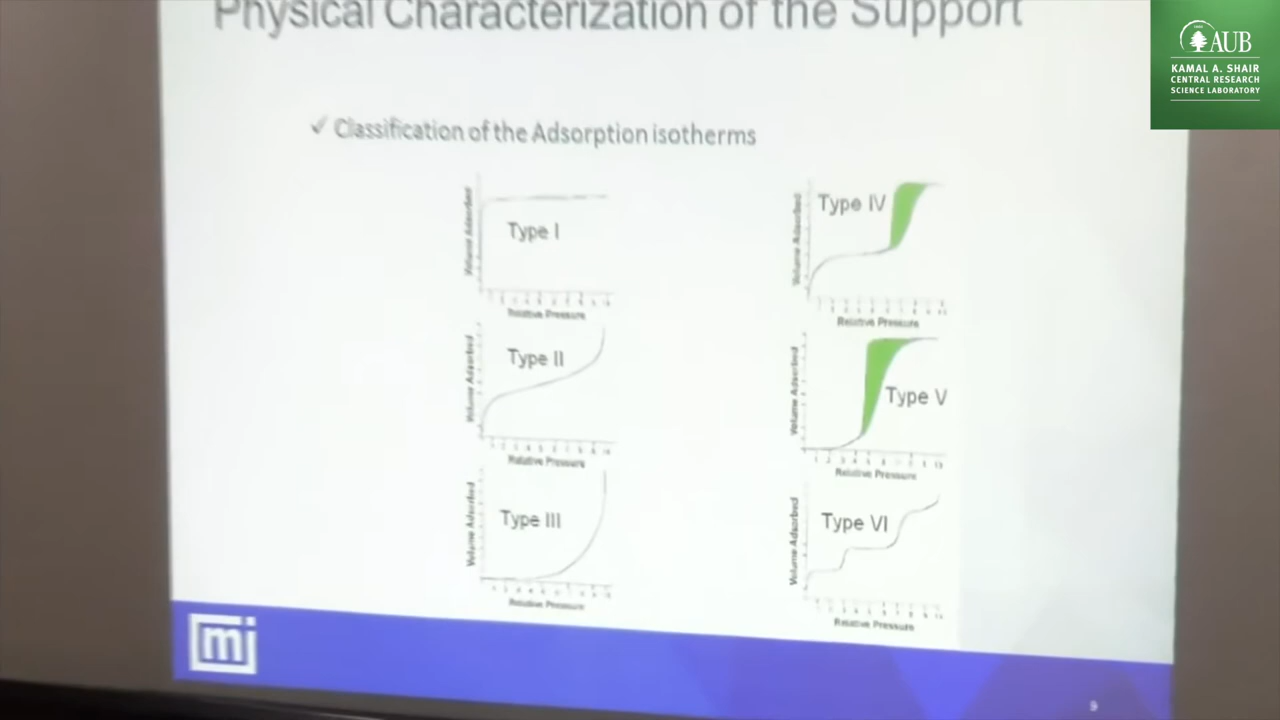 Physical Characterization of the Support
AUB
KAMAL A. SHAIR
CENTRAL RESEARCH
SCIENCE LABORATORY
✓ Classification of the Adsorption isotherms
Volume Adsorbed
Type I
Relative Pressure
Volume Adsorbed
Type II
Relative Pressure
Volume Adsorbed
Type III
Relative Pressure
Volume Adsorbed
Type IV
Relative Pressure
Volume Adsorbed
Type V
Relative Pressure
Volume Adsorbed
Type VI
Relative Pressure
mi
9